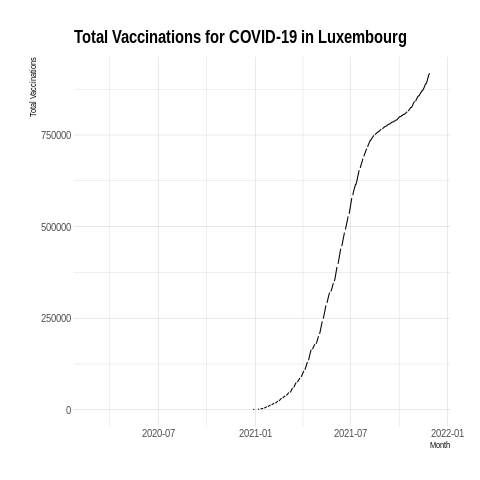 Total Vaccinations for COVID-19 in Luxembourg
Total Vaccinations
750000
500000
250000
0
2020-07
2021-01
2021-07
2022-01
Month